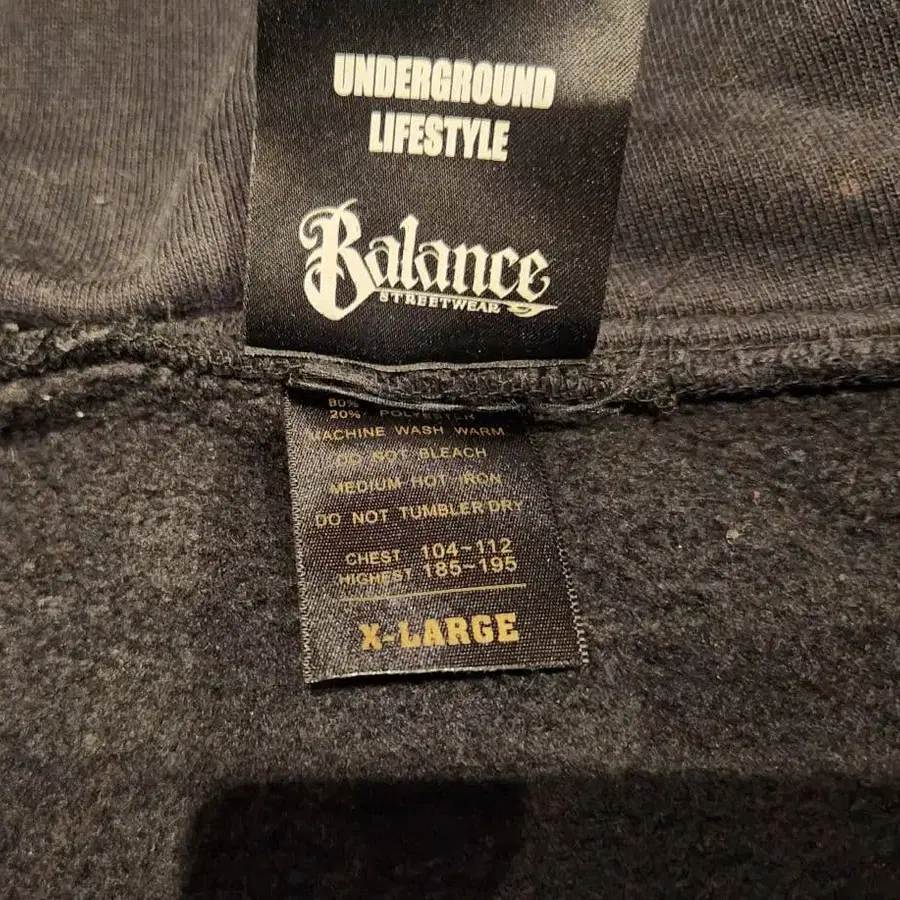 UNDERGROUND
LIFESTYLE
Balance
STREETWEAR
80%
20% POLYESTER
MACHINE WASH WARM
DO NOT BLEACH
MEDIUM HOT IRON
DO NOT TUMBLER DRY
CHEST 104~112
HIGHEST 185~195
X-LARGE